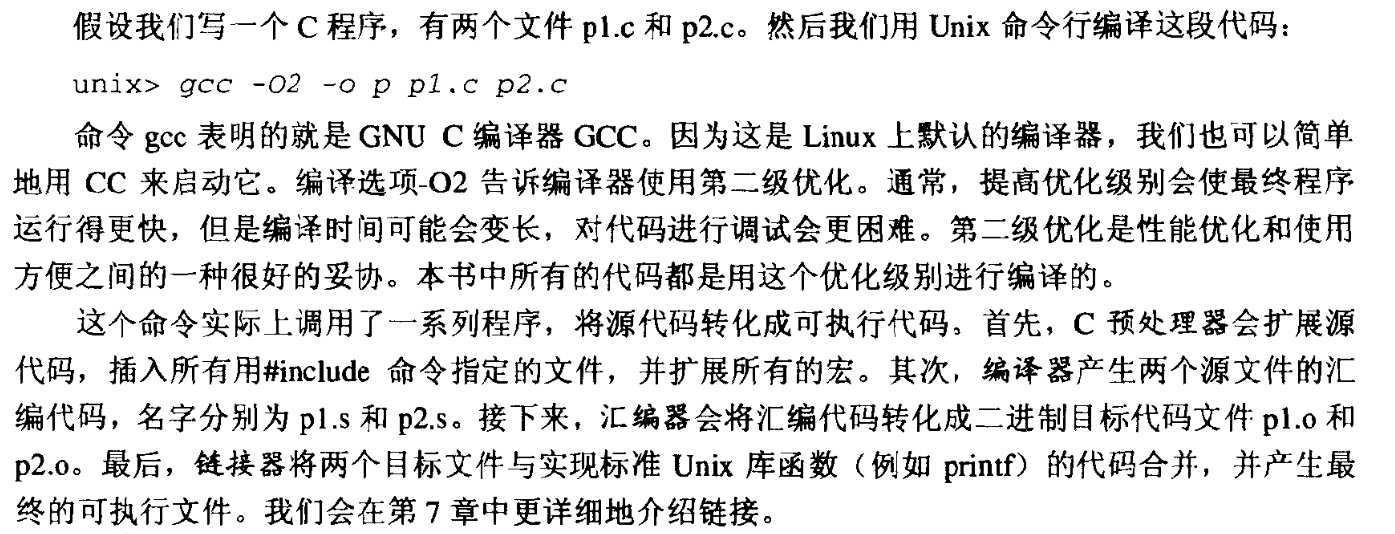 假设我们写一个 C 程序，有两个文件 p1.c 和 p2.c。然后我们用 Unix 命令行编译这段代码：
unix> gcc -O2 -o p p1.c p2.c
命令 gcc 表明的就是 GNU C 编译器 GCC。因为这是 Linux 上默认的编译器，我们也可以简单
地用 CC 来启动它。编译选项-O2 告诉编译器使用第二级优化。通常，提高优化级别会使最终程序
运行得更快，但是编译时间可能会变长，对代码进行调试会更困难。第二级优化是性能优化和使用
方便之间的一种很好的妥协。本书中所有的代码都是用这个优化级别进行编译的。
这个命令实际上调用了一系列程序，将源代码转化成可执行代码。首先，C 预处理器会扩展源
代码，插入所有用#include 命令指定的文件，并扩展所有的宏。其次，编译器产生两个源文件的汇
编代码，名字分别为 p1.s 和 p2.s。接下来，汇编器会将汇编代码转化成二进制目标代码文件 p1.o 和
p2.o。最后，链接器将两个目标文件与实现标准 Unix 库函数（例如 printf）的代码合并，并产生最
终的可执行文件。我们会在第 7 章中更详细地介绍链接。